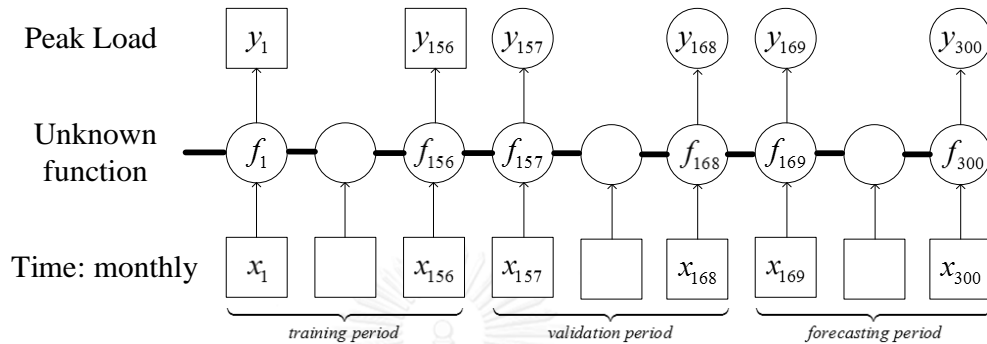 Peak Load y₁ y₁₅₆ y₁₅₇ y₁₆₈ y₁₆₉ y₃₀₀
Unknown
function f₁ f₁₅₆ f₁₅₇ f₁₆₈ f₁₆₉ f₃₀₀
Time: monthly x₁ x₁₅₆ x₁₅₇ x₁₆₈ x₁₆₉ x₃₀₀
training period validation period forecasting period